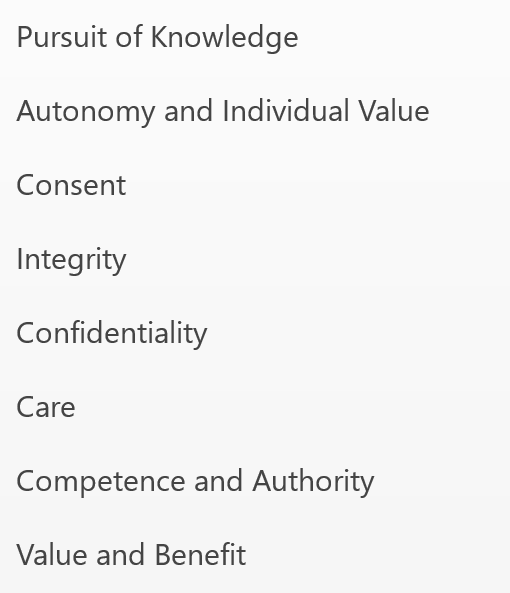 Pursuit of Knowledge
Autonomy and Individual Value
Consent
Integrity
Confidentiality
Care
Competence and Authority
Value and Benefit